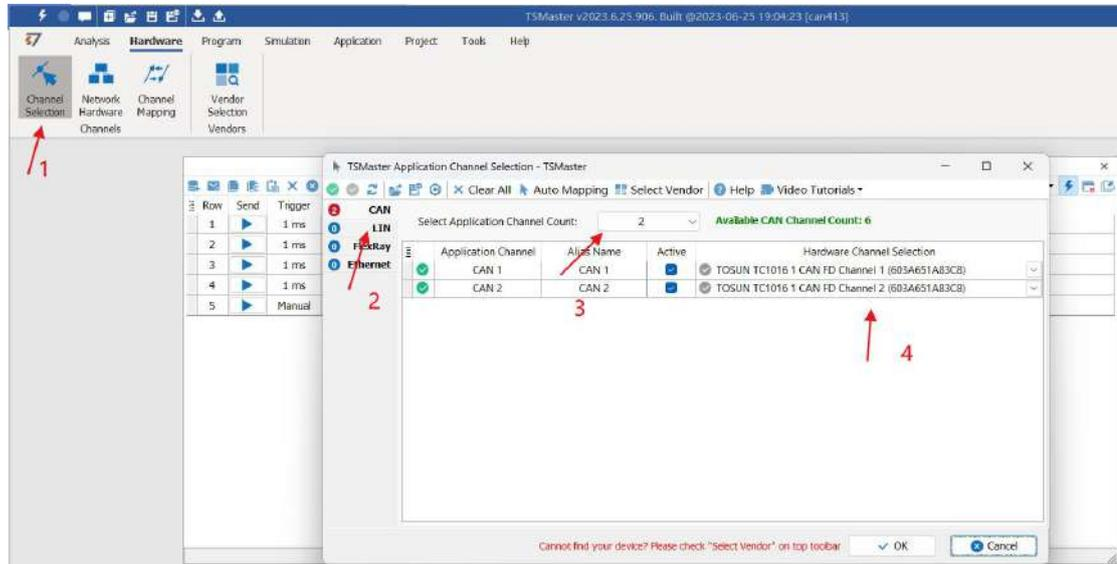 TSMaster v2023.6.25.906. Built @2023-06-25 19:04:23 [can413]
Analysis Hardware Program Simulation Application Project Tools Help
Channel Selection
Network Hardware
Channel Mapping
Vendor Selection
Channels
Vendors
1
TSMaster Application Channel Selection - TSMaster
Clear All Auto Mapping Select Vendor Help Video Tutorials
Row Send Trigger
1 1 ms
2 1 ms
3 1 ms
4 1 ms
5 Manual
2 CAN
0 LIN
0 FlexRay
0 Ethernet
2
Select Application Channel Count: 2 Available CAN Channel Count: 6
Application Channel Alias Name Active Hardware Channel Selection
CAN 1 CAN 1 TOSUN TC1016 1 CAN FD Channel 1 (603A651A83C8)
CAN 2 CAN 2 TOSUN TC1016 1 CAN FD Channel 2 (603A651A83C8)
3
4
Cannot find your device? Please check "Select Vendor" on top toolbar OK Cancel